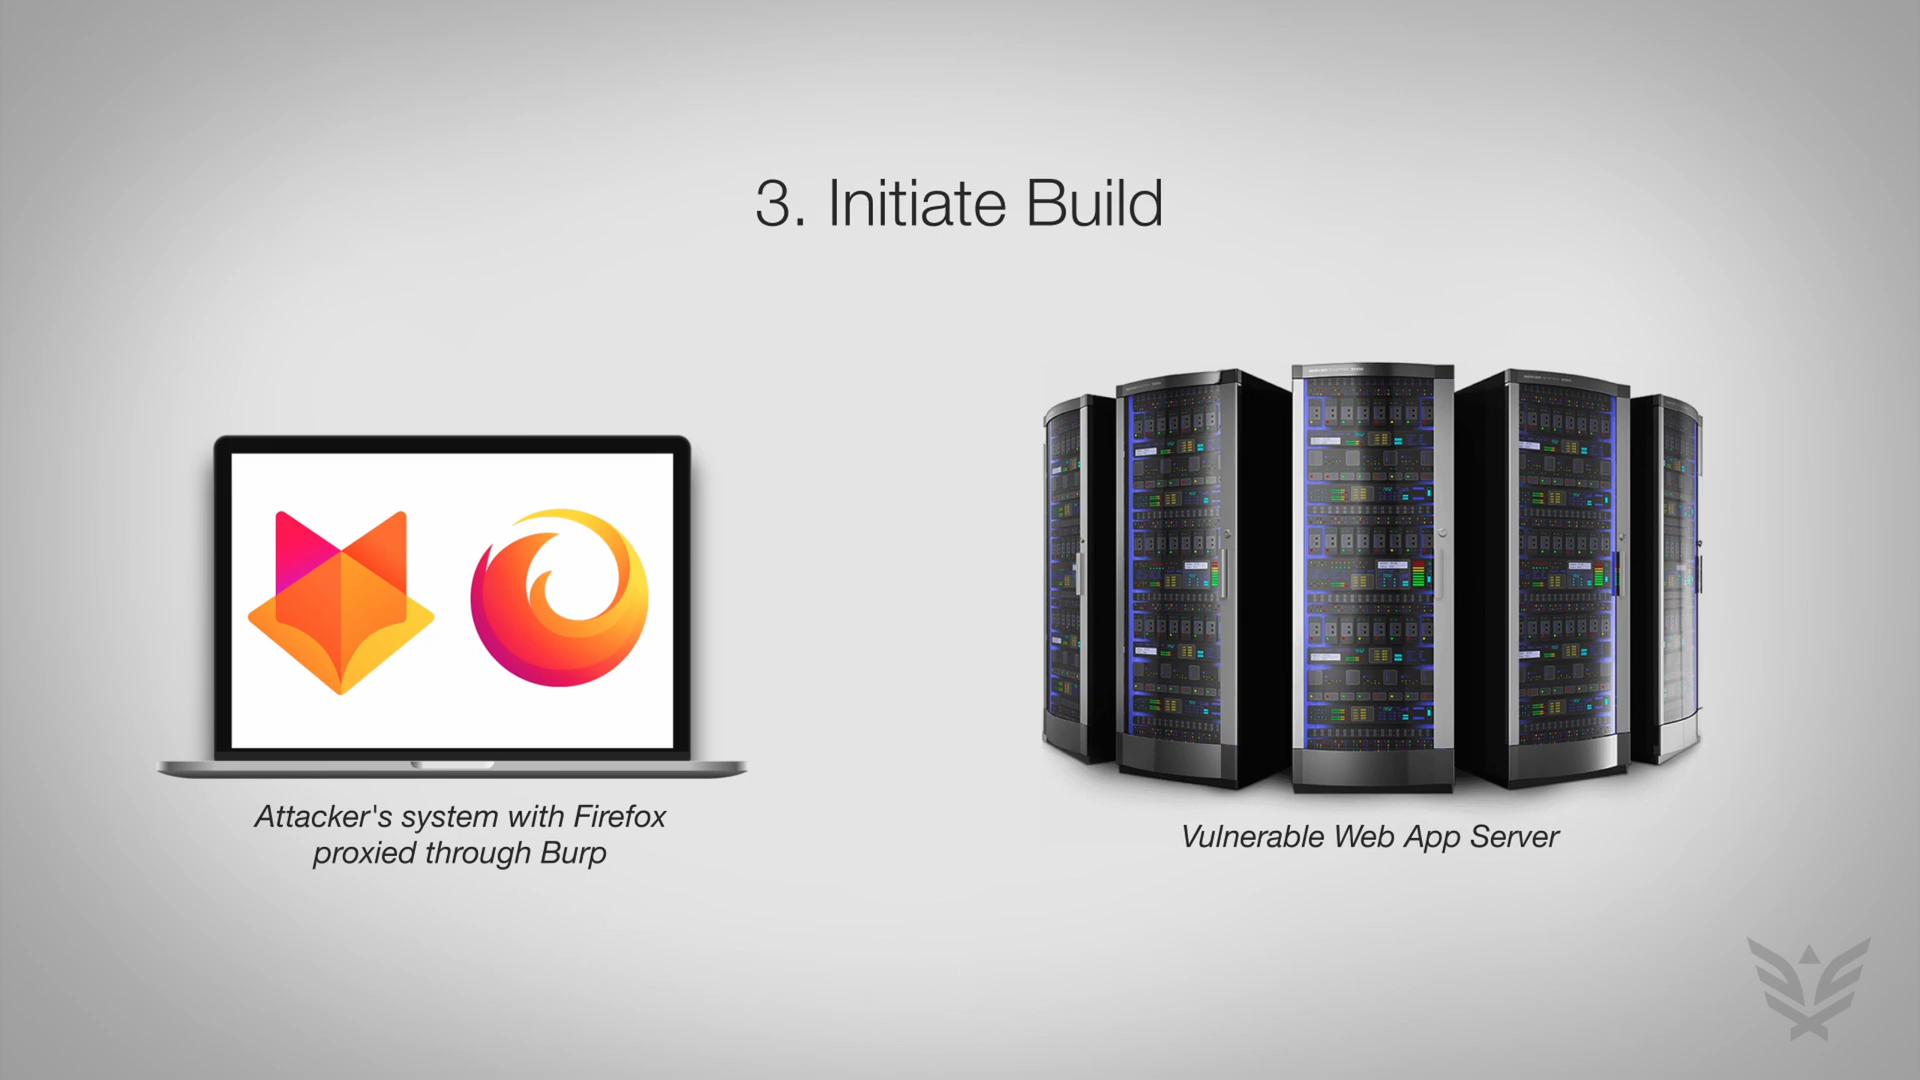 3. Initiate Build
Attacker's system with Firefox
proxied through Burp
Vulnerable Web App Server